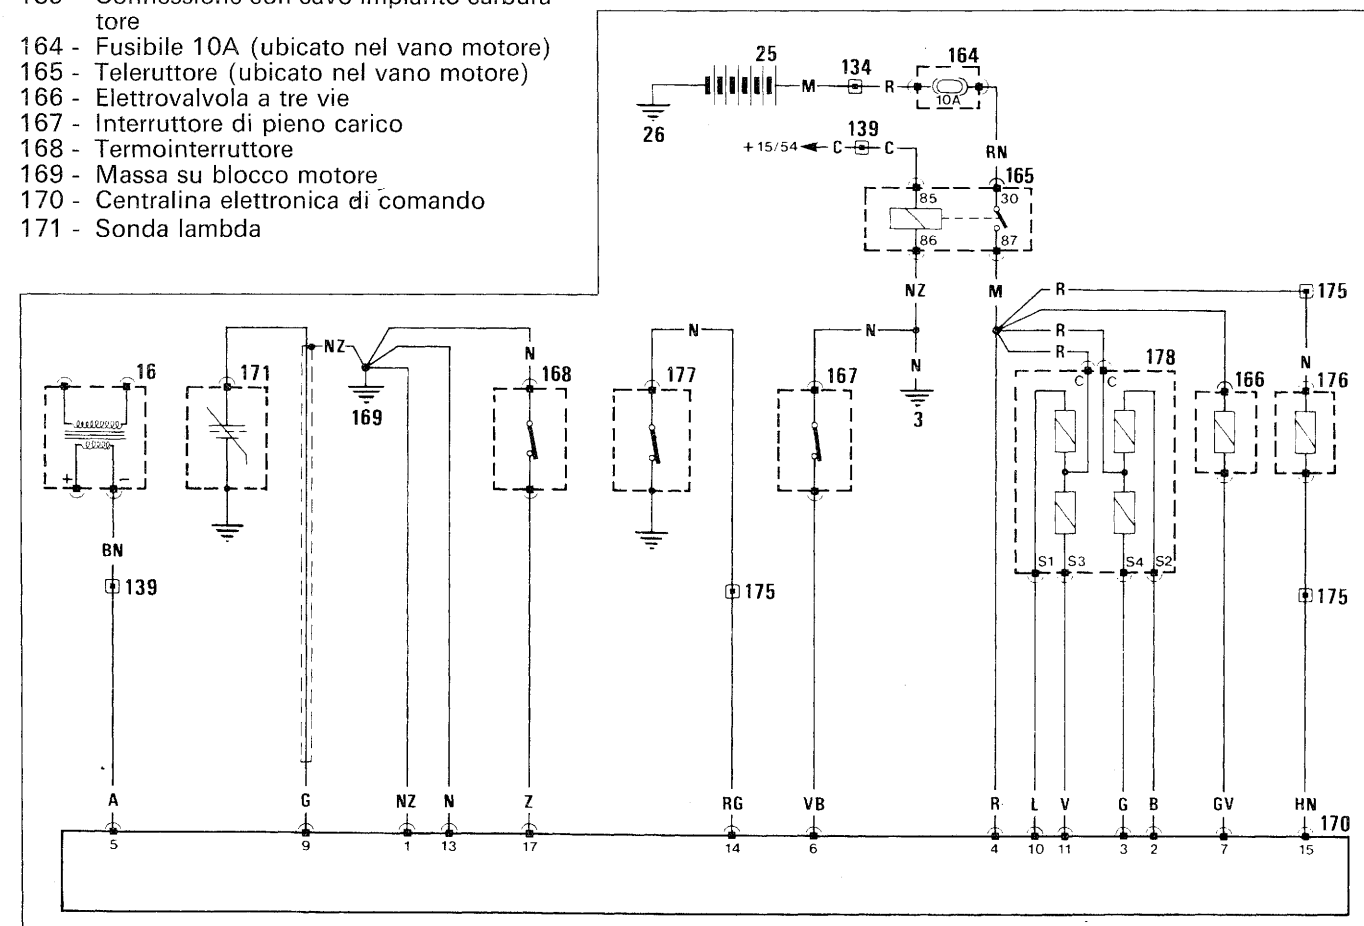 tore
164 - Fusibile 10A (ubicato nel vano motore)
165 - Teleruttore (ubicato nel vano motore)
166 - Elettrovalvola a tre vie
167 - Interruttore di pieno carico
168 - Termointerruttore
169 - Massa su blocco motore
170 - Centralina elettronica di comando
171 - Sonda lambda
25
134
164
M
R
10A
26
139
+15/54
C
C
RN
165
85
30
86
87
NZ
M
R
175
N
NZ
N
N
R
R
16
171
169
N
168
177
167
N
3
C
C
178
166
N
176
+
-
BN
139
S1
S3
S4
S2
175
175
A
G
NZ
N
Z
RG
VB
R
L
V
G
B
GV
HN
170
5
9
1
13
17
14
6
4
10
11
3
2
7
15